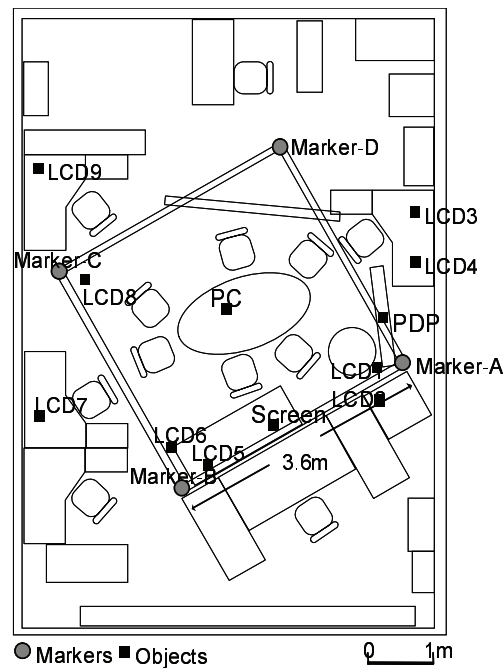 Marker-D
LCD9
LCD3
Marker-C
LCD4
LCD8
PC
PDP
LCD1
Marker-A
LCD2
LCD7
Screen
LCD6
LCD5
3.6m
Marker-B
0 1m
Markers Objects